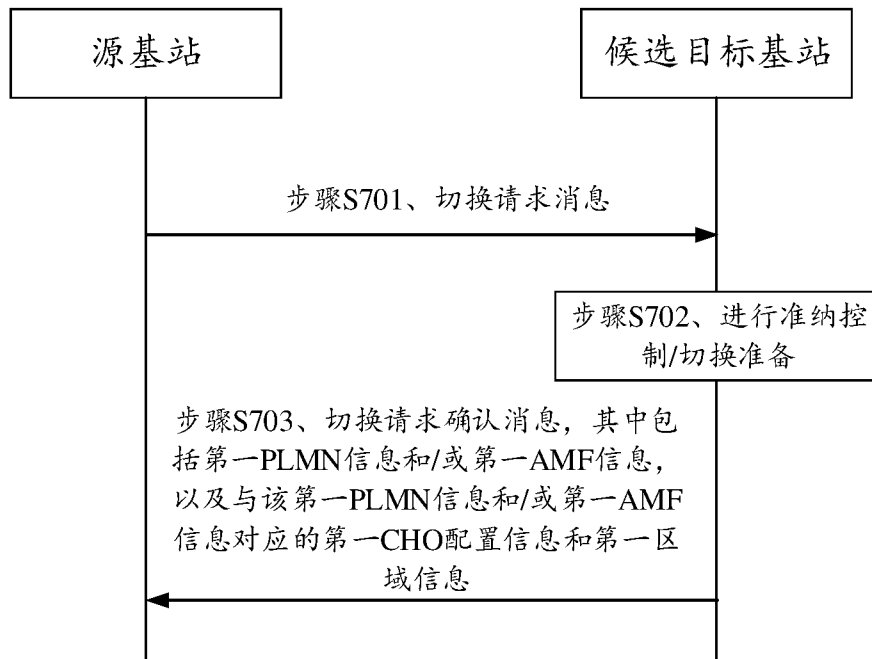 源基站
候选目标基站
步骤S701、切换请求消息
步骤S702、进行准纳控
制/切换准备
步骤S703、切换请求确认消息，其中包
括第一PLMN信息和/或第一AMF信息，
以及与该第一PLMN信息和/或第一AMF
信息对应的第一CHO配置信息和第一区
域信息